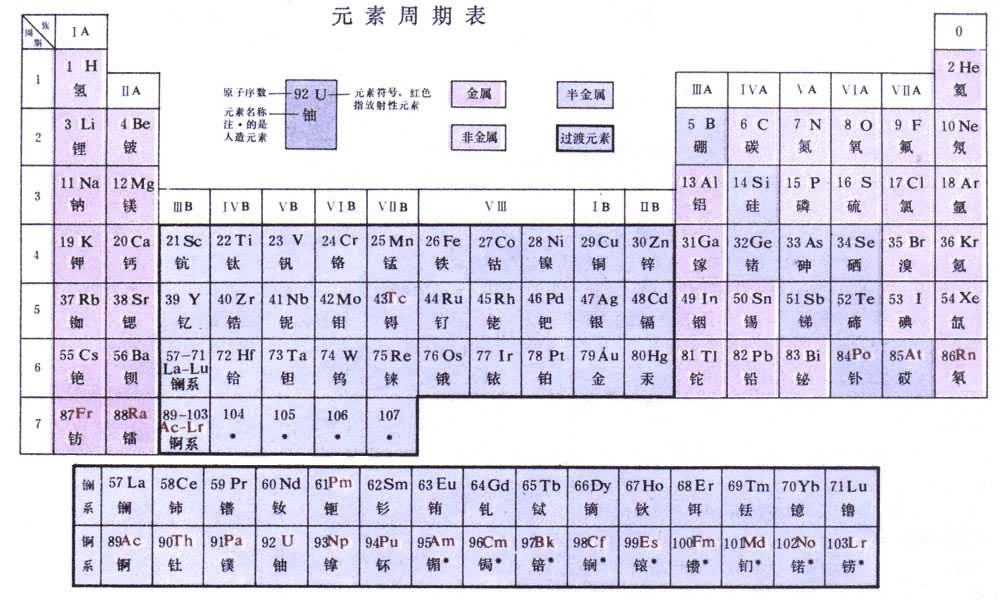 元素周期表
族
周期
I A
0
1
1 H
氢
II A
2 He
氦
原子序数
92 U
铀
元素符号，红色
指放射性元素
元素名称
注*的是
人造元素
金属
半金属
非金属
过渡元素
III A
IV A
V A
VI A
VII A
2
3 Li
锂
4 Be
铍
5 B
硼
6 C
碳
7 N
氮
8 O
氧
9 F
氟
10 Ne
氖
3
11 Na
钠
12 Mg
镁
III B
IV B
V B
VI B
VII B
VIII
I B
II B
13 Al
铝
14 Si
硅
15 P
磷
16 S
硫
17 Cl
氯
18 Ar
氩
4
19 K
钾
20 Ca
钙
21 Sc
钪
22 Ti
钛
23 V
钒
24 Cr
铬
25 Mn
锰
26 Fe
铁
27 Co
钴
28 Ni
镍
29 Cu
铜
30 Zn
锌
31 Ga
镓
32 Ge
锗
33 As
砷
34 Se
硒
35 Br
溴
36 Kr
氪
5
37 Rb
铷
38 Sr
锶
39 Y
钇
40 Zr
锆
41 Nb
铌
42 Mo
钼
43 Tc
锝
44 Ru
钌
45 Rh
铑
46 Pd
钯
47 Ag
银
48 Cd
镉
49 In
铟
50 Sn
锡
51 Sb
锑
52 Te
碲
53 I
碘
54 Xe
氙
6
55 Cs
铯
56 Ba
钡
57-71
La-Lu
镧系
72 Hf
铪
73 Ta
钽
74 W
钨
75 Re
铼
76 Os
锇
77 Ir
铱
78 Pt
铂
79 Au
金
80 Hg
汞
81 Tl
铊
82 Pb
铅
83 Bi
铋
84 Po
钋
85 At
砹
86 Rn
氡
7
87 Fr
钫
88 Ra
镭
89-103
Ac-Lr
锕系
104
*
105
*
106
*
107
*
镧系
57 La
镧
58 Ce
铈
59 Pr
镨
60 Nd
钕
61 Pm
钷
62 Sm
钐
63 Eu
铕
64 Gd
钆
65 Tb
铽
66 Dy
镝
67 Ho
钬
68 Er
铒
69 Tm
铥
70 Yb
镱
71 Lu
镥
锕系
89 Ac
锕
90 Th
钍
91 Pa
镤
92 U
铀
93 Np
镎
94 Pu
钚
95 Am
镅*
96 Cm
锔*
97 Bk
锫*
98 Cf
锎*
99 Es
锿*
100 Fm
镄*
101 Md
钔*
102 No
锘*
103 Lr
铹*